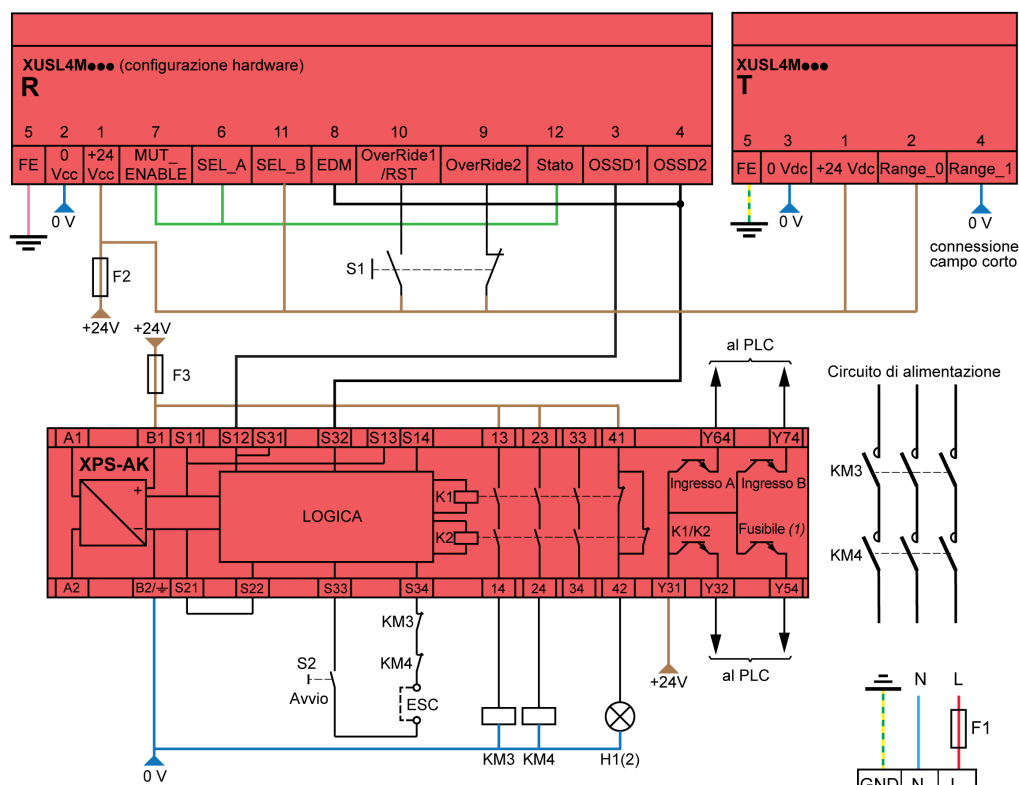 XUSL4M●●● (configurazione hardware)
R
5 2 1 7 6 11 8 10 9 12 3 4
FE
0 Vcc
+24 Vcc
MUT_ ENABLE
SEL_A
SEL_B
EDM
OverRide1 /RST
OverRide2
Stato
OSSD1
OSSD2
XUSL4M●●●
T
5 3 1 2 4
FE
0 Vdc
+24 Vdc
Range_0
Range_1
0 V
0 V
0 V
connessione
campo corto
S1
F2
+24V
+24V
F3
al PLC
Circuito di alimentazione
A1 B1 S11 S12 S31 S32 S13 S14 13 23 33 41 Y64 Y74
XPS-AK
+
−
LOGICA
K1
K2
Ingresso A
Ingresso B
K1/K2
Fusibile (1)
KM3
KM4
A2 B2/⏚ S21 S22 S33 S34 14 24 34 42 Y31 Y32 Y54
KM3
KM4
S2
Avvio
ESC
+24V
al PLC
KM3 KM4 H1(2)
0 V
N L
F1
GND N L